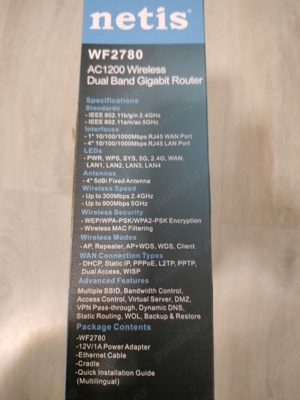 netis
WF2780
AC1200 Wireless
Dual Band Gigabit Router
Specifications
Standards
- IEEE 802.11b/g/n 2.4GHz
- IEEE 802.11a/n/ac 5GHz
Interfaces
- 1* 10/100/1000Mbps RJ45 WAN Port
- 4* 10/100/1000Mbps RJ45 LAN Port
LEDs
- PWR, WPS, SYS, 5G, 2.4G, WAN,
LAN1, LAN2, LAN3, LAN4
Antennas
- 4* 5dBi Fixed Antenna
Wireless Speed
- Up to 300Mbps 2.4GHz
- Up to 900Mbps 5GHz
Wireless Security
- WEP/WPA-PSK/WPA2-PSK Encryption
- Wireless MAC Filtering
Wireless Modes
- AP, Repeater, AP+WDS, WDS, Client
WAN Connection Types
- DHCP, Static IP, PPPoE, L2TP, PPTP,
Dual Access, WISP
Advanced Features
Multiple SSID, Bandwidth Control,
Access Control, Virtual Server, DMZ,
VPN Pass-through, Dynamic DNS,
Static Routing, WOL, Backup & Restore
Package Contents
-WF2780
-12V/1A Power Adapter
-Ethernet Cable
-Cradle
-Quick Installation Guide
(Multilingual)